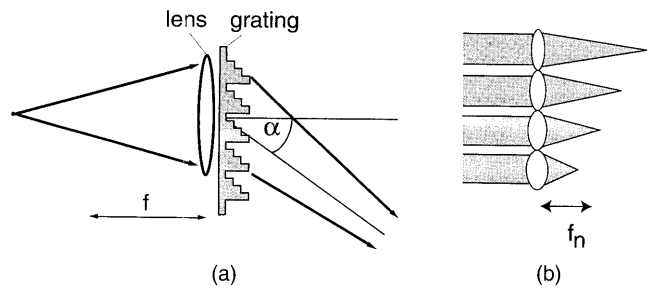 lens grating
α
f
(a)
f_n
(b)